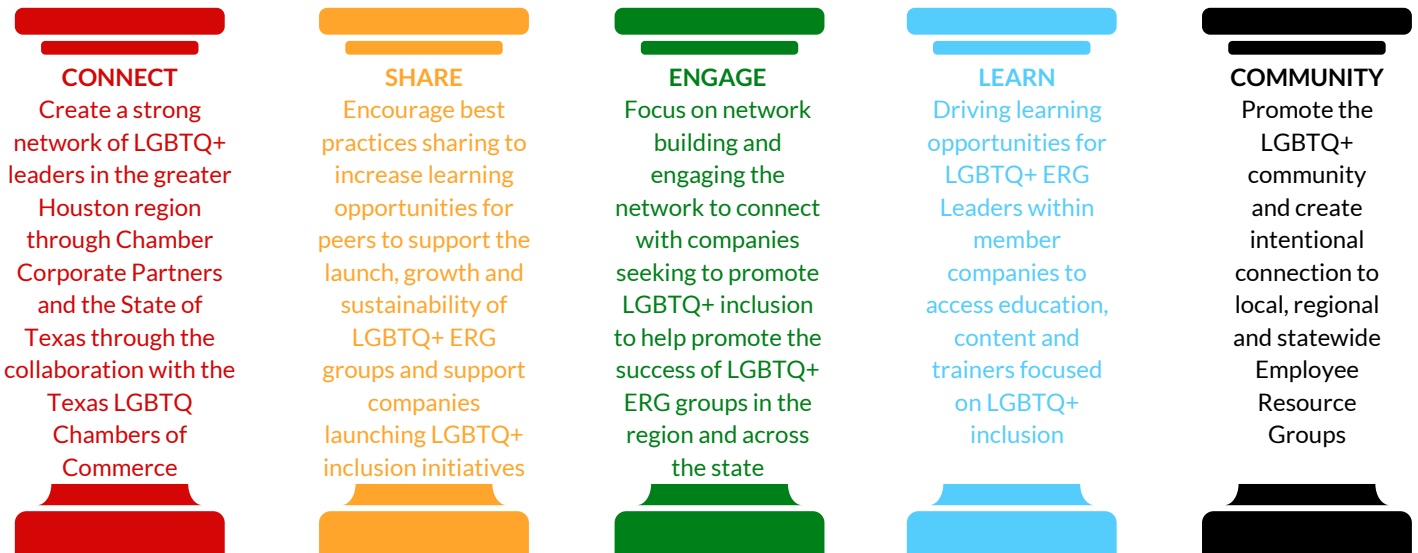 CONNECT
Create a strong
network of LGBTQ+
leaders in the greater
Houston region
through Chamber
Corporate Partners
and the State of
Texas through the
collaboration with the
Texas LGBTQ
Chambers of
Commerce
SHARE
Encourage best
practices sharing to
increase learning
opportunities for
peers to support the
launch, growth and
sustainability of
LGBTQ+ ERG
groups and support
companies
launching LGBTQ+
inclusion initiatives
ENGAGE
Focus on network
building and
engaging the
network to connect
with companies
seeking to promote
LGBTQ+ inclusion
to help promote the
success of LGBTQ+
ERG groups in the
region and across
the state
LEARN
Driving learning
opportunities for
LGBTQ+ ERG
Leaders within
member
companies to
access education,
content and
trainers focused
on LGBTQ+
inclusion
COMMUNITY
Promote the
LGBTQ+
community
and create
intentional
connection to
local, regional
and statewide
Employee
Resource
Groups